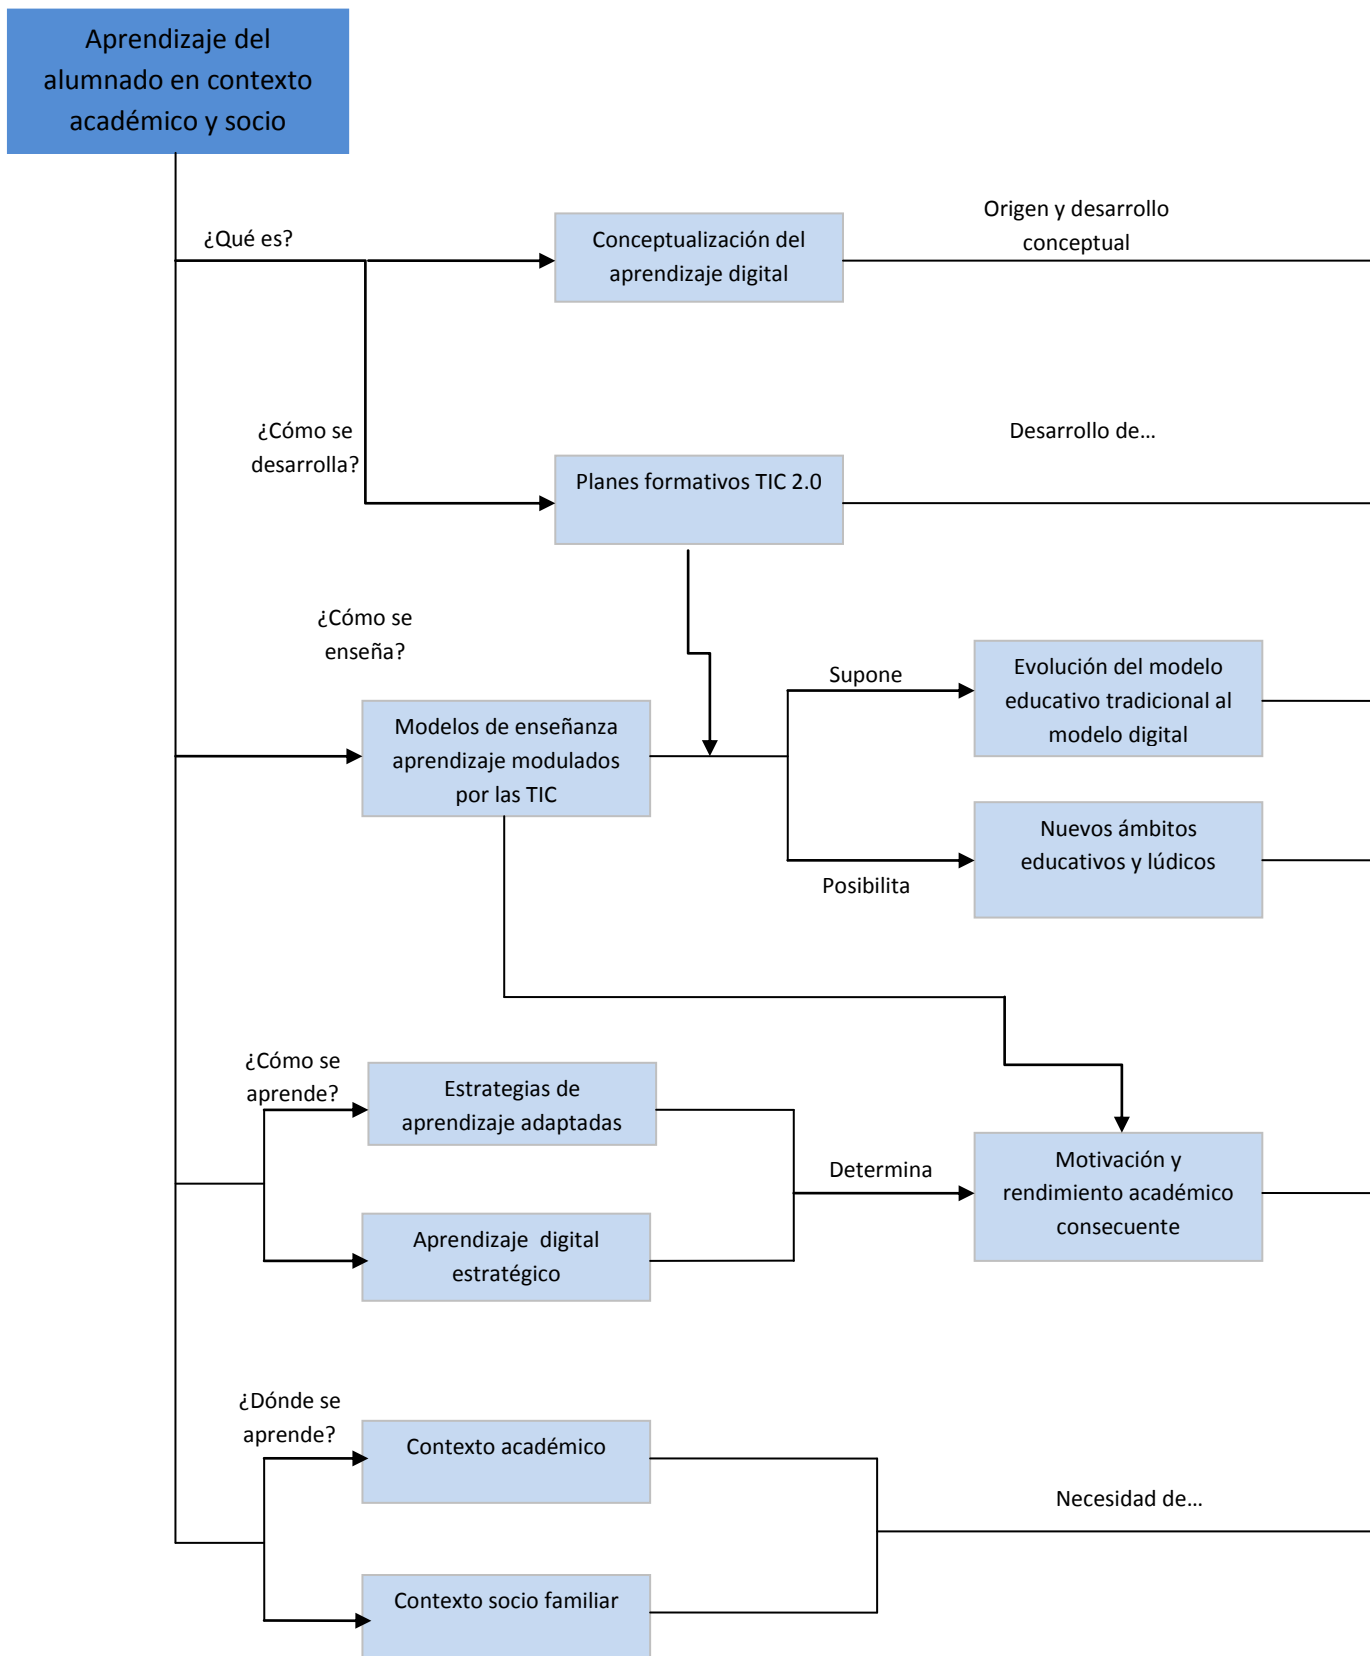 Aprendizaje del
alumnado en contexto
académico y socio
¿Qué es?
Conceptualización del
aprendizaje digital
Origen y desarrollo
conceptual
¿Cómo se
desarrolla?
Planes formativos TIC 2.0
Desarrollo de...
¿Cómo se
enseña?
Modelos de enseñanza
aprendizaje modulados
por las TIC
Supone
Evolución del modelo
educativo tradicional al
modelo digital
Posibilita
Nuevos ámbitos
educativos y lúdicos
¿Cómo se
aprende?
Estrategias de
aprendizaje adaptadas
Aprendizaje  digital
estratégico
Determina
Motivación y
rendimiento académico
consecuente
¿Dónde se
aprende?
Contexto académico
Contexto socio familiar
Necesidad de...